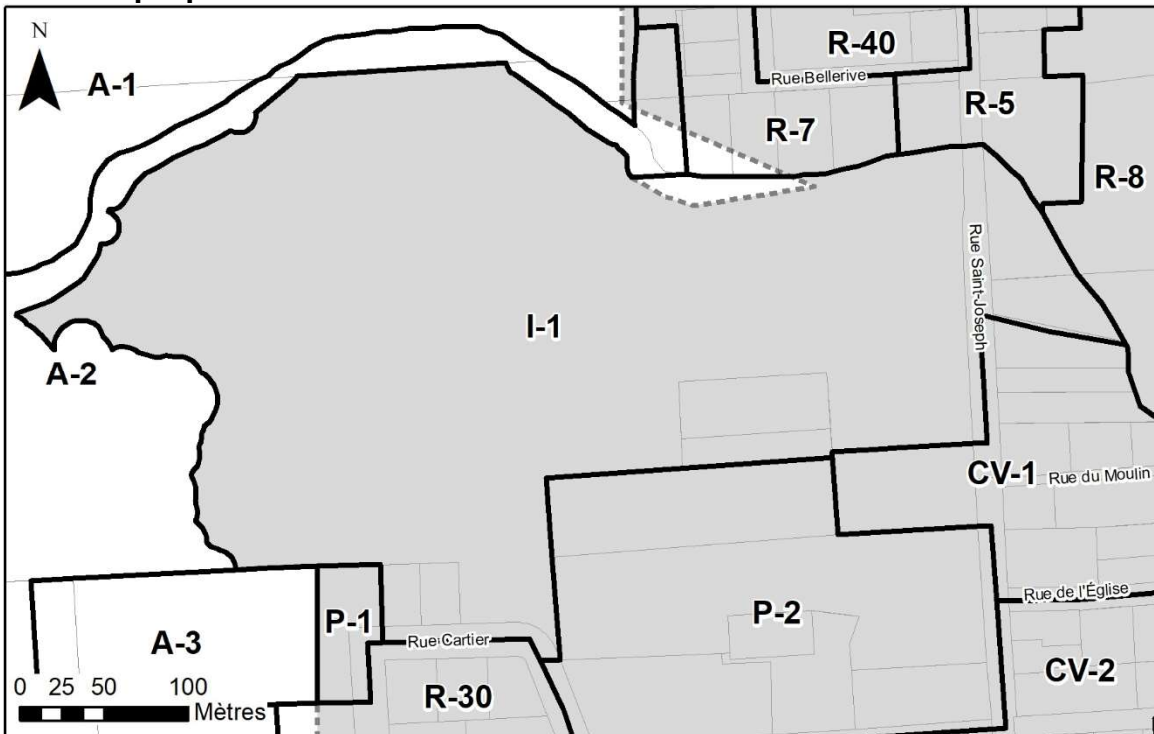 N
A-1
R-40
Rue Bellerive
R-7
R-5
R-8
Rue Saint-Joseph
I-1
A-2
CV-1
Rue du Moulin
P-1
P-2
Rue de l'Église
A-3
Rue Cartier
R-30
CV-2
0 25 50 100
Mètres